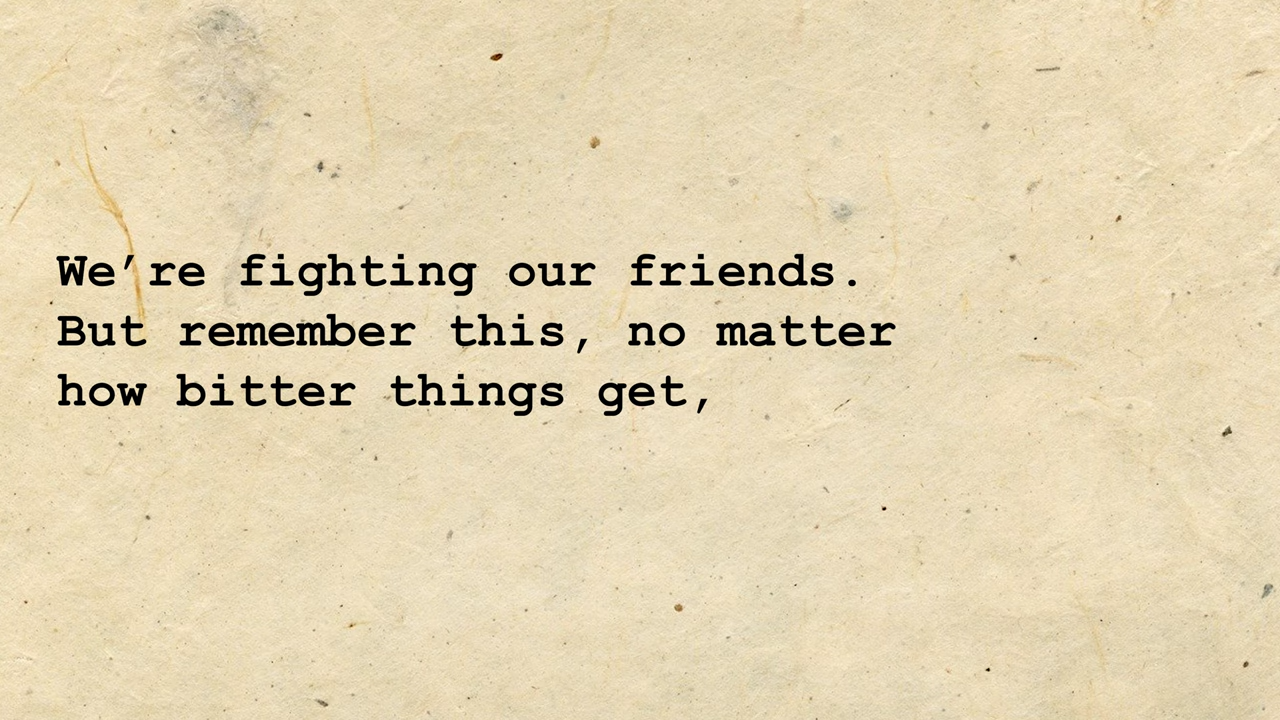 We’re fighting our friends.
But remember this, no matter
how bitter things get,